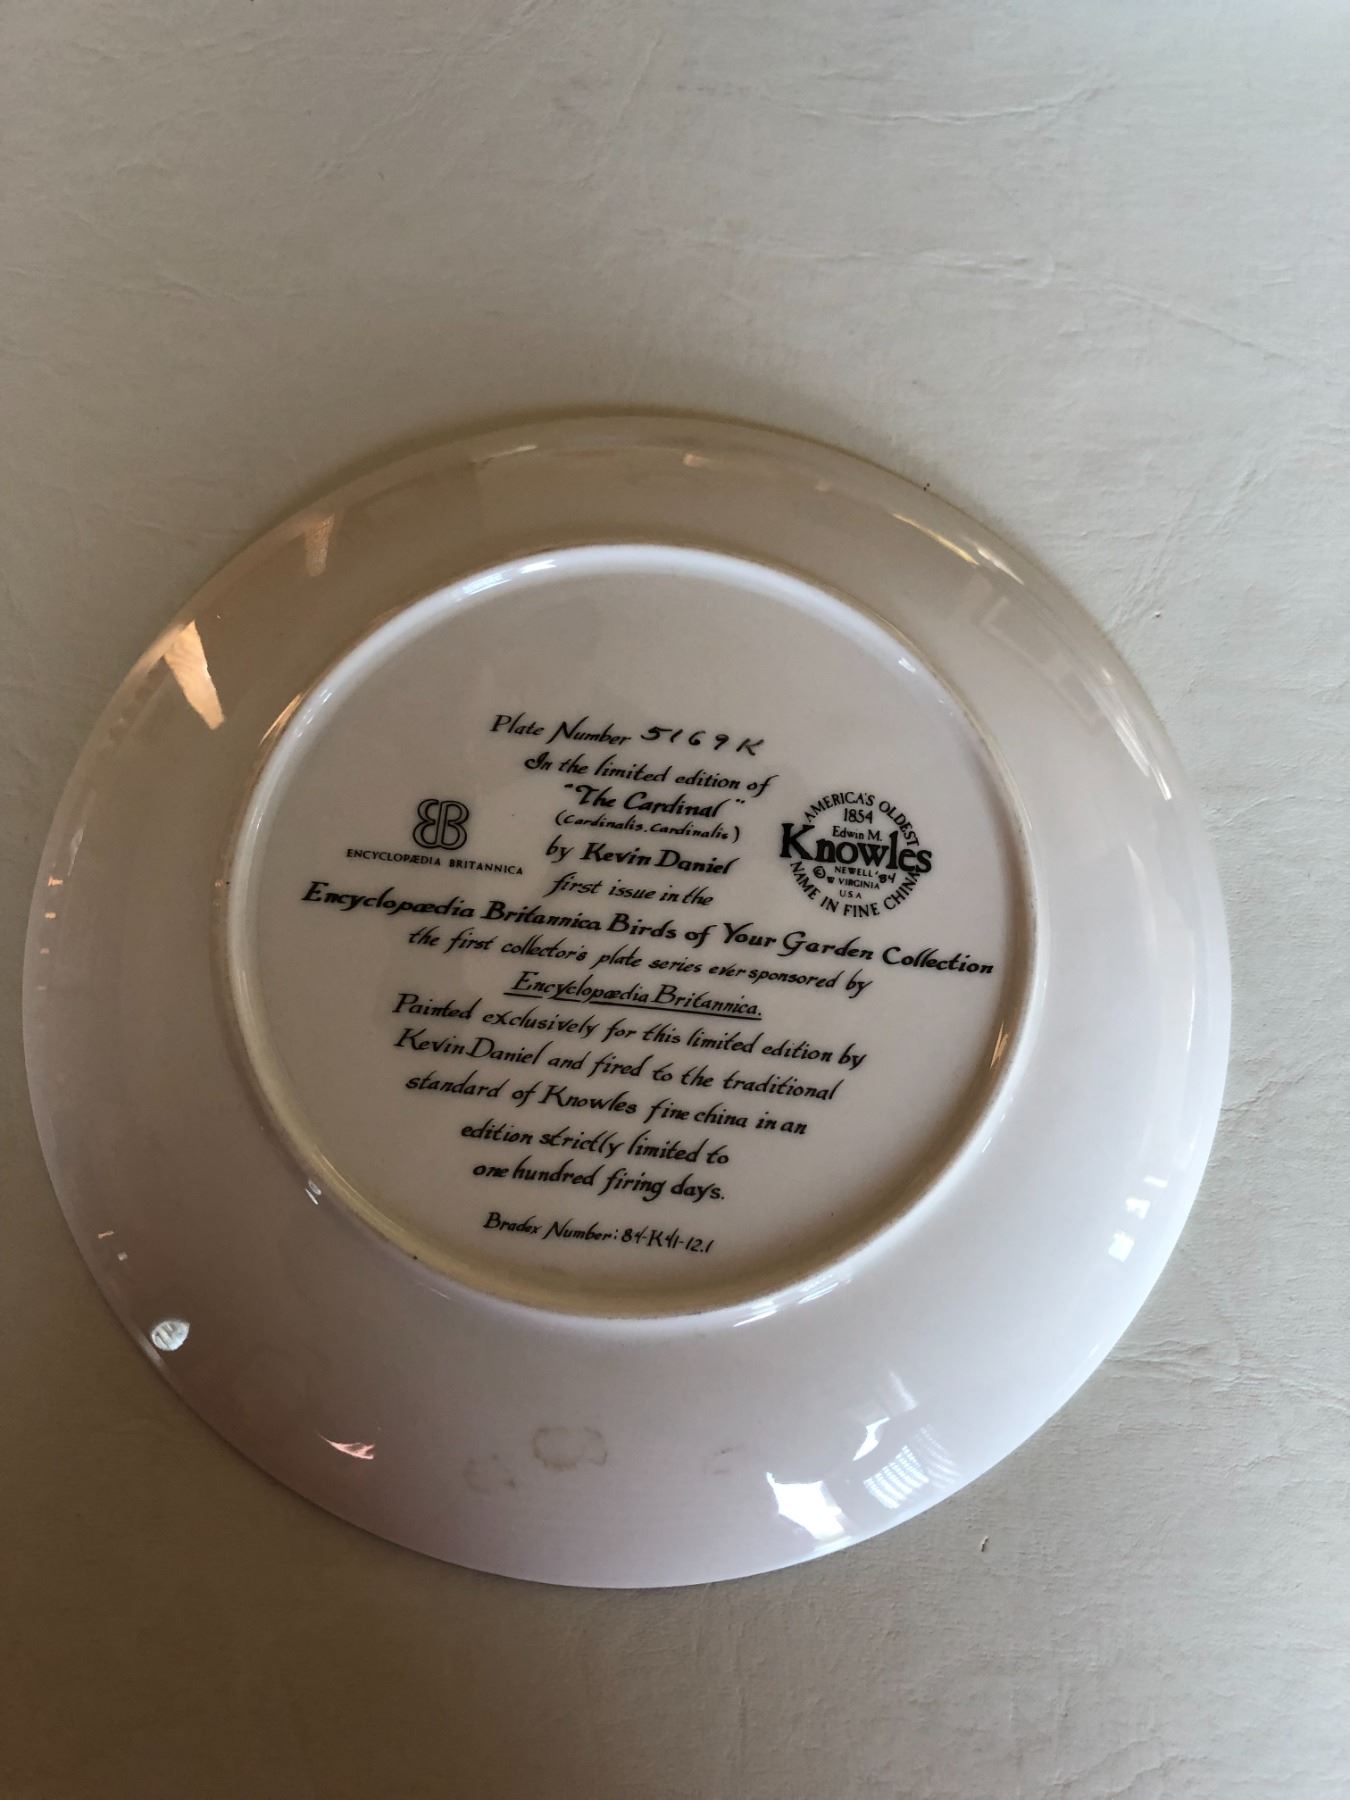 Plate Number 5169K
In the limited edition of
"The Cardinal"
(Cardinalis. Cardinalis)
by Kevin Daniel
first issue in the
Encyclopædia Britannica Birds of Your Garden Collection
the first collector's plate series ever sponsored by
Encyclopædia Britannica.
Painted exclusively for this limited edition by
Kevin Daniel and fired to the traditional
standard of Knowles fine china in an
edition strictly limited to
one hundred firing days.
Bradex Number: 84-K41-12.1
ENCYCLOPÆDIA BRITANNICA
AMERICA'S OLDEST
1854
Edwin M.
Knowles
© NEWELL '84
W VIRGINIA
USA
NAME IN FINE CHINA